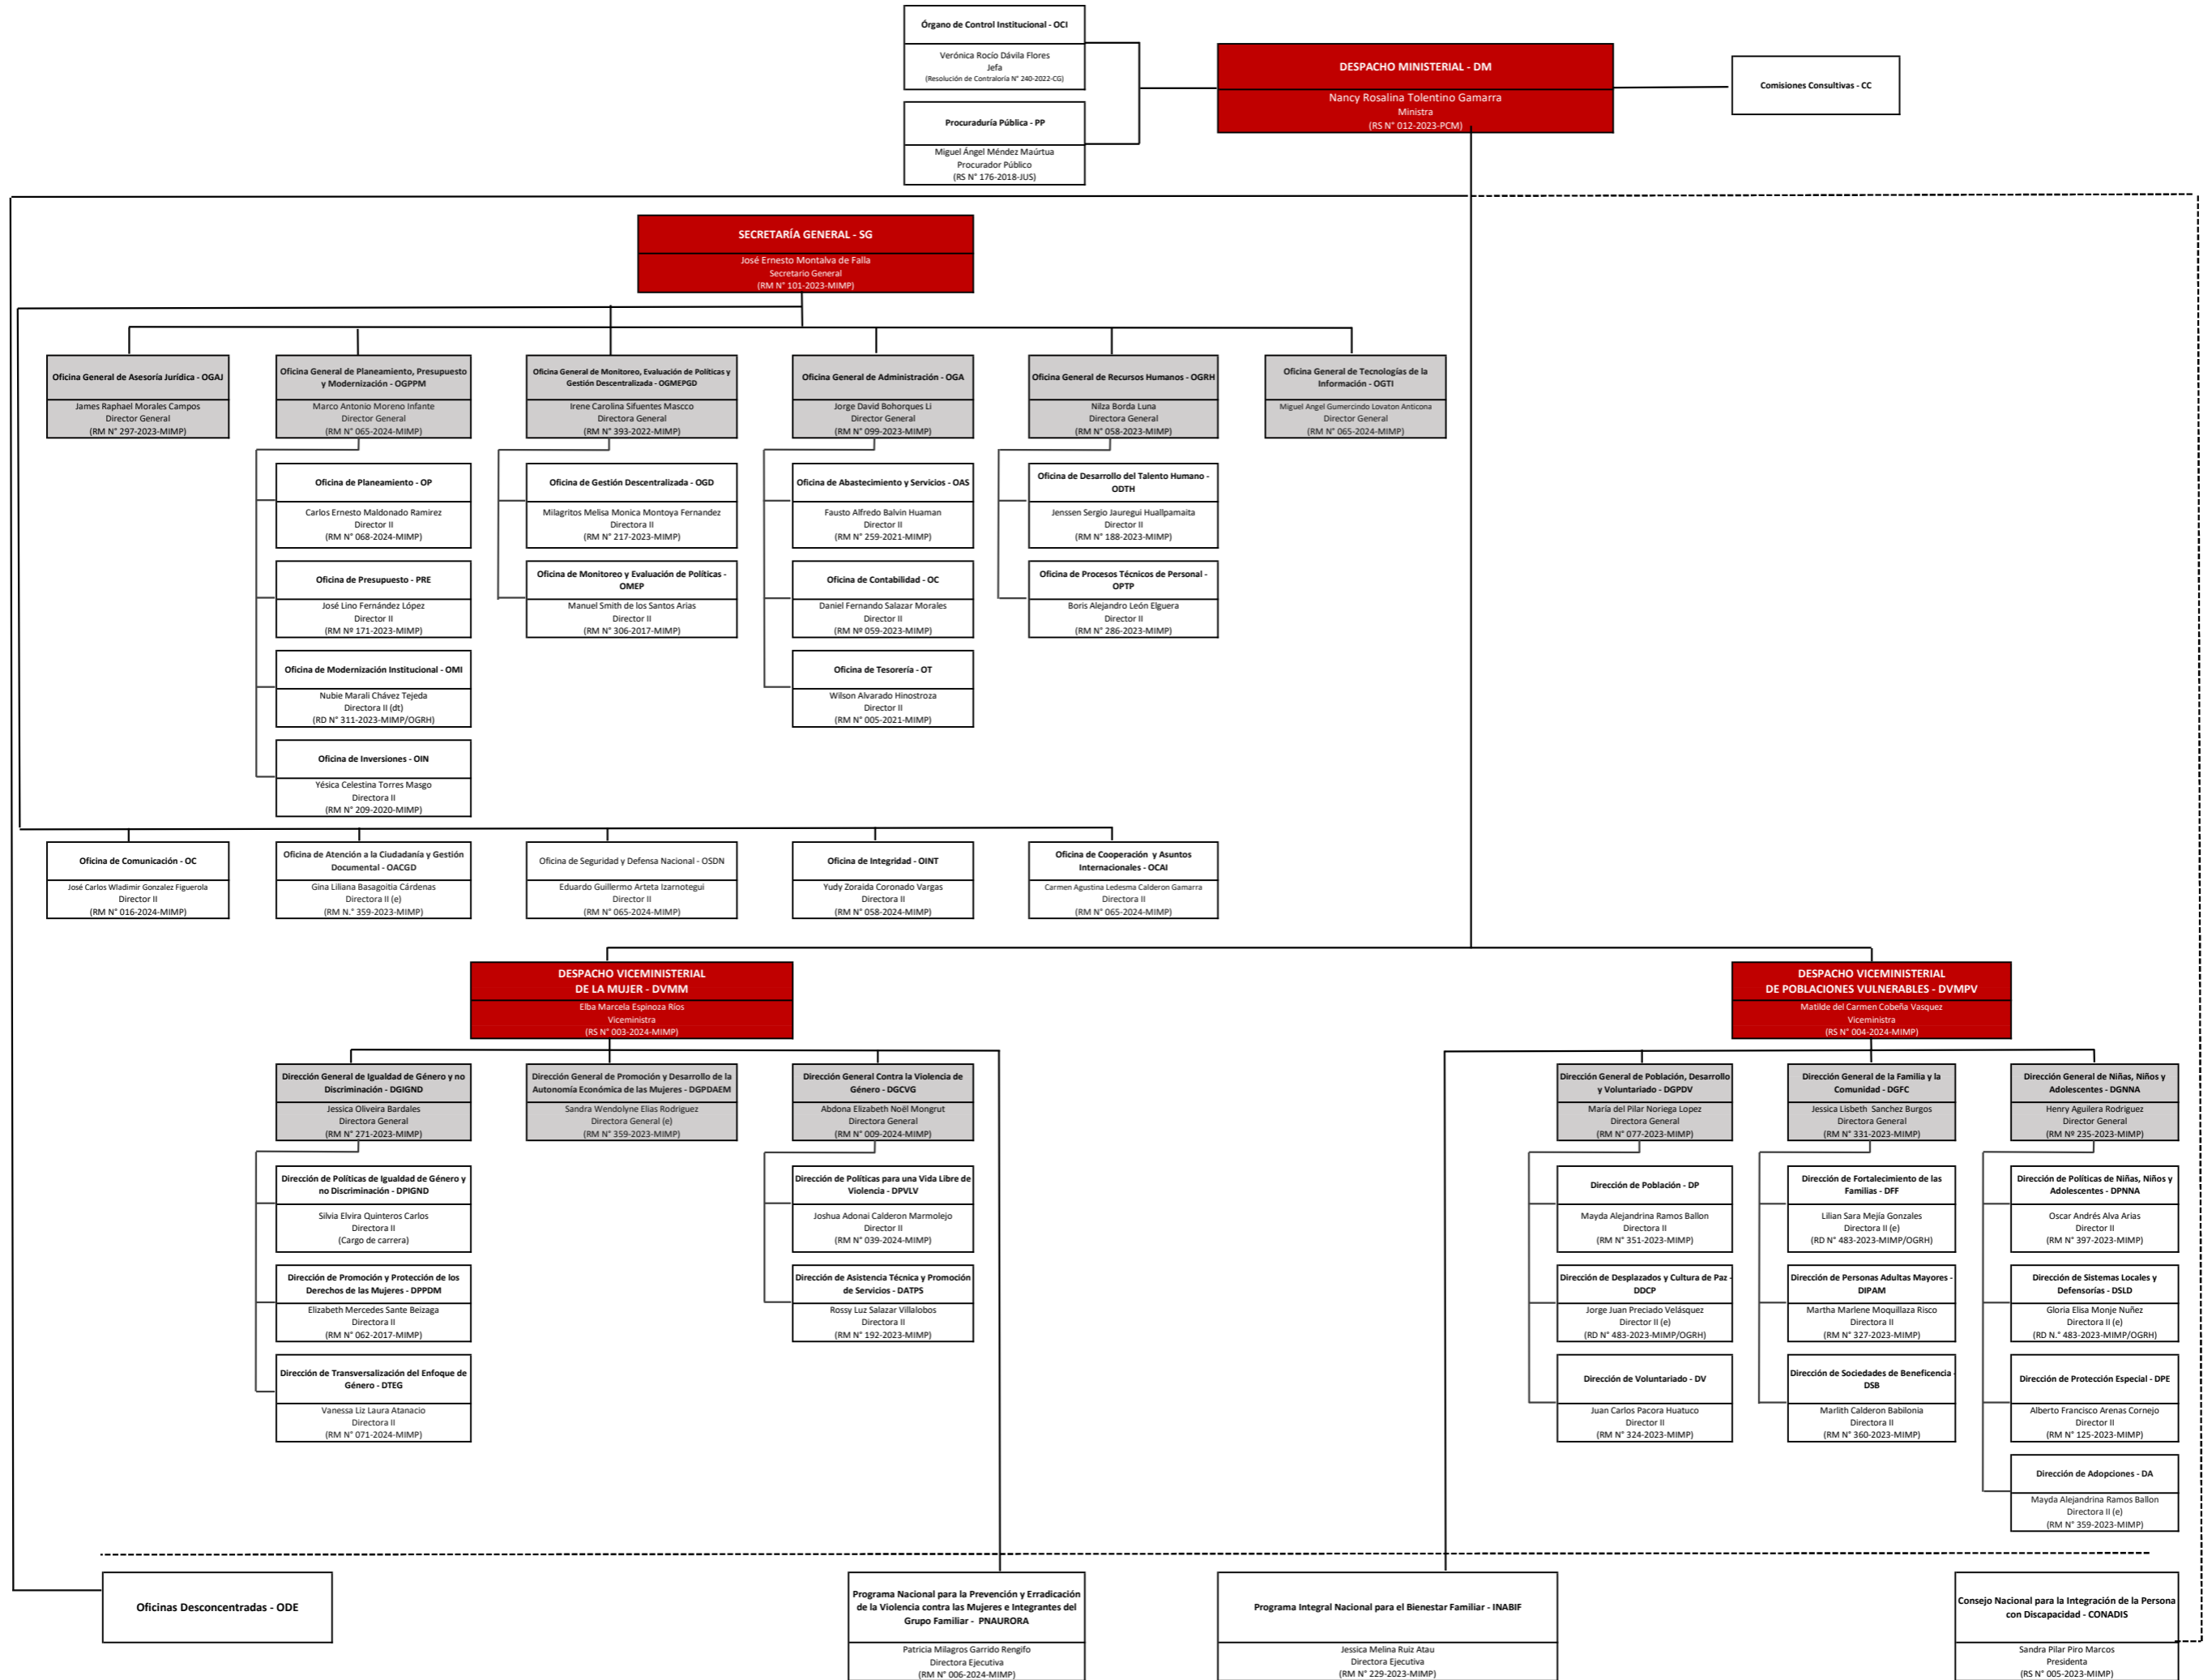 Órgano de Control Institucional - OCI
Verónica Rocío Dávila Flores
Jefa
(Resolución de Contraloría N° 240-2022-CG)
DESPACHO MINISTERIAL - DM
Nancy Rosalina Tolentino Gamarra
Ministra
(RS N° 012-2023-PCM)
Comisiones Consultivas - CC
Procuraduría Pública - PP
Miguel Ángel Méndez Maúrtua
Procurador Público
(RS N° 176-2018-JUS)
SECRETARÍA GENERAL - SG
José Ernesto Montalva de Falla
Secretario General
(RM N° 101-2023-MIMP)
Oficina General de Asesoría Jurídica - OGAJ
James Raphael Morales Campos
Director General
(RM N° 297-2023-MIMP)
Oficina General de Planeamiento, Presupuesto
y Modernización - OGPPM
Marco Antonio Moreno Infante
Director General
(RM N° 065-2024-MIMP)
Oficina General de Monitoreo, Evaluación de Políticas y
Gestión Descentralizada - OGMEPGD
Irene Carolina Sifuentes Mascco
Directora General
(RM N° 393-2022-MIMP)
Oficina General de Administración - OGA
Jorge David Bohorques Li
Director General
(RM N° 099-2023-MIMP)
Oficina General de Recursos Humanos - OGRH
Nilza Borda Luna
Directora General
(RM N° 058-2023-MIMP)
Oficina General de Tecnologías de la
Información - OGTI
Miguel Angel Gumercindo Lovaton Anticona
Director General
(RM N° 065-2024-MIMP)
Oficina de Planeamiento - OP
Carlos Ernesto Maldonado Ramirez
Director II
(RM N° 068-2024-MIMP)
Oficina de Gestión Descentralizada - OGD
Milagritos Melisa Monica Montoya Fernandez
Directora II
(RM N° 217-2023-MIMP)
Oficina de Abastecimiento y Servicios - OAS
Fausto Alfredo Balvin Huaman
Director II
(RM N° 259-2021-MIMP)
Oficina de Desarrollo del Talento Humano -
ODTH
Jenssen Sergio Jauregui Huallpamaita
Director II
(RM N° 188-2023-MIMP)
Oficina de Presupuesto - PRE
José Lino Fernández López
Director II
(RM Nº 171-2023-MIMP)
Oficina de Monitoreo y Evaluación de Políticas -
OMEP
Manuel Smith de los Santos Arias
Director II
(RM N° 306-2017-MIMP)
Oficina de Contabilidad - OC
Daniel Fernando Salazar Morales
Director II
(RM Nº 059-2023-MIMP)
Oficina de Procesos Técnicos de Personal -
OPTP
Boris Alejandro León Elguera
Director II
(RM N° 286-2023-MIMP)
Oficina de Modernización Institucional - OMI
Nubie Marali Chávez Tejeda
Directora II (dt)
(RD N° 311-2023-MIMP/OGRH)
Oficina de Tesorería - OT
Wilson Alvarado Hinostroza
Director II
(RM N° 005-2021-MIMP)
Oficina de Inversiones - OIN
Yésica Celestina Torres Masgo
Directora II
(RM N° 209-2020-MIMP)
Oficina de Comunicación - OC
José Carlos Wladimir Gonzalez Figuerola
Director II
(RM N° 016-2024-MIMP)
Oficina de Atención a la Ciudadanía y Gestión
Documental - OACGD
Gina Liliana Basagoitia Cárdenas
Directora II (e)
(RM N.° 359-2023-MIMP)
Oficina de Seguridad y Defensa Nacional - OSDN
Eduardo Guillermo Arteta Izarnotegui
Director II
(RM N° 065-2024-MIMP)
Oficina de Integridad - OINT
Yudy Zoraida Coronado Vargas
Directora II
(RM N° 058-2024-MIMP)
Oficina de Cooperación y Asuntos
Internacionales - OCAI
Carmen Agustina Ledesma Calderon Gamarra
Directora II
(RM N° 065-2024-MIMP)
DESPACHO VICEMINISTERIAL
DE LA MUJER - DVMM
Elba Marcela Espinoza Ríos
Viceministra
(RS N° 003-2024-MIMP)
DESPACHO VICEMINISTERIAL
DE POBLACIONES VULNERABLES - DVMPV
Matilde del Carmen Cobeña Vasquez
Viceministra
(RS N° 004-2024-MIMP)
Dirección General de Igualdad de Género y no
Discriminación - DGIGND
Jessica Oliveira Bardales
Directora General
(RM N° 271-2023-MIMP)
Dirección General de Promoción y Desarrollo de la
Autonomía Económica de las Mujeres - DGPDAEM
Sandra Wendolyne Elias Rodriguez
Directora General (e)
(RM N° 359-2023-MIMP)
Dirección General Contra la Violencia de
Género - DGCVG
Abdona Elizabeth Noël Mongrut
Directora General
(RM N° 009-2024-MIMP)
Dirección General de Población, Desarrollo
y Voluntariado - DGPDV
María del Pilar Noriega Lopez
Directora General
(RM N° 077-2023-MIMP)
Dirección General de la Familia y la
Comunidad - DGFC
Jessica Lisbeth Sanchez Burgos
Directora General
(RM N° 331-2023-MIMP)
Dirección General de Niñas, Niños y
Adolescentes - DGNNA
Henry Aguilera Rodriguez
Director General
(RM Nº 235-2023-MIMP)
Dirección de Políticas de Igualdad de Género y
no Discriminación - DPIGND
Silvia Elvira Quinteros Carlos
Directora II
(Cargo de carrera)
Dirección de Políticas para una Vida Libre de
Violencia - DPVLV
Joshua Adonai Calderon Marmolejo
Director II
(RM N° 039-2024-MIMP)
Dirección de Población - DP
Mayda Alejandrina Ramos Ballon
Directora II
(RM N° 351-2023-MIMP)
Dirección de Fortalecimiento de las
Familias - DFF
Lilian Sara Mejía Gonzales
Directora II (e)
(RD N° 483-2023-MIMP/OGRH)
Dirección de Políticas de Niñas, Niños y
Adolescentes - DPNNA
Oscar Andrés Alva Arias
Director II
(RM N° 397-2023-MIMP)
Dirección de Promoción y Protección de los
Derechos de las Mujeres - DPPDM
Elizabeth Mercedes Sante Beizaga
Directora II
(RM N° 062-2017-MIMP)
Dirección de Asistencia Técnica y Promoción
de Servicios - DATPS
Rossy Luz Salazar Villalobos
Directora II
(RM N° 192-2023-MIMP)
Dirección de Desplazados y Cultura de Paz -
DDCP
Jorge Juan Preciado Velásquez
Director II (e)
(RD N° 483-2023-MIMP/OGRH)
Dirección de Personas Adultas Mayores -
DIPAM
Martha Marlene Moquillaza Risco
Directora II
(RM N° 327-2023-MIMP)
Dirección de Sistemas Locales y
Defensorías - DSLD
Gloria Elisa Monje Nuñez
Directora II (e)
(RD N.° 483-2023-MIMP/OGRH)
Dirección de Transversalización del Enfoque de
Género - DTEG
Vanessa Liz Laura Atanacio
Directora II
(RM N° 071-2024-MIMP)
Dirección de Voluntariado - DV
Juan Carlos Pacora Huatuco
Director II
(RM N° 324-2023-MIMP)
Dirección de Sociedades de Beneficencia -
DSB
Marlith Calderon Babilonia
Directora II
(RM N° 360-2023-MIMP)
Dirección de Protección Especial - DPE
Alberto Francisco Arenas Cornejo
Director II
(RM N° 125-2023-MIMP)
Dirección de Adopciones - DA
Mayda Alejandrina Ramos Ballon
Directora II (e)
(RM N° 359-2023-MIMP)
Oficinas Desconcentradas - ODE
Programa Nacional para la Prevención y Erradicación
de la Violencia contra las Mujeres e Integrantes del
Grupo Familiar - PNAURORA
Patricia Milagros Garrido Rengifo
Directora Ejecutiva
(RM N° 006-2024-MIMP)
Programa Integral Nacional para el Bienestar Familiar - INABIF
Jessica Melina Ruiz Atau
Directora Ejecutiva
(RM N° 229-2023-MIMP)
Consejo Nacional para la Integración de la Persona
con Discapacidad - CONADIS
Sandra Pilar Piro Marcos
Presidenta
(RS N° 005-2023-MIMP)